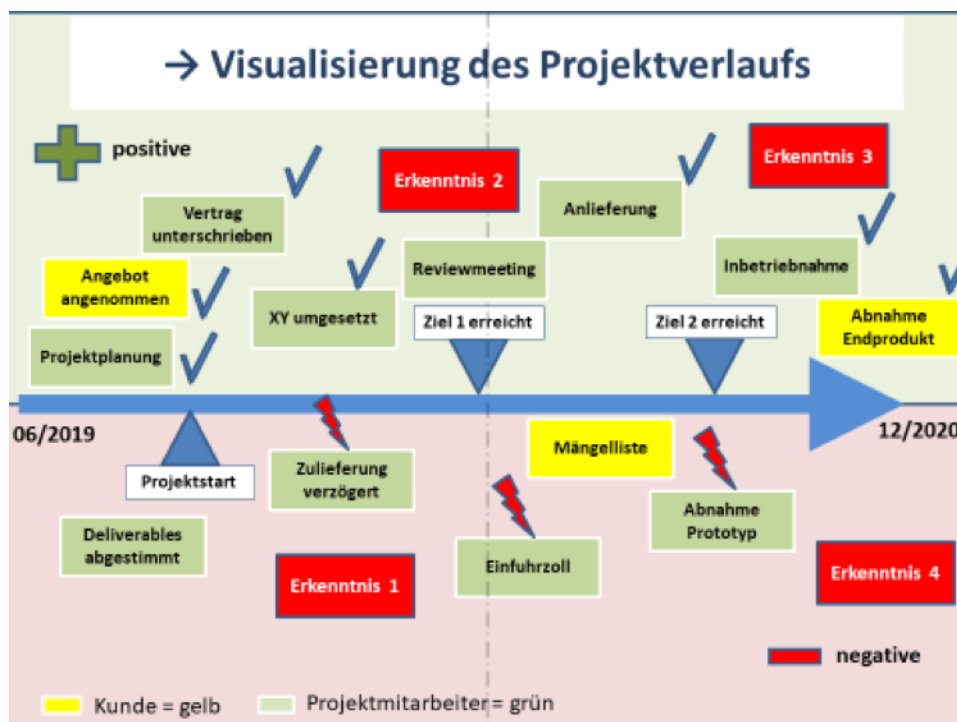 → Visualisierung des Projektverlaufs
positive
Erkenntnis 2
Erkenntnis 3
Vertrag
unterschrieben
Anlieferung
Angebot
angenommen
Reviewmeeting
Inbetriebnahme
XY umgesetzt
Ziel 1 erreicht
Ziel 2 erreicht
Abnahme
Endprodukt
Projektplanung
06/2019
12/2020
Projektstart
Zulieferung
verzögert
Mängelliste
Deliverables
abgestimmt
Einfuhrzoll
Abnahme
Prototyp
Erkenntnis 1
Erkenntnis 4
negative
Kunde = gelb
Projektmitarbeiter = grün